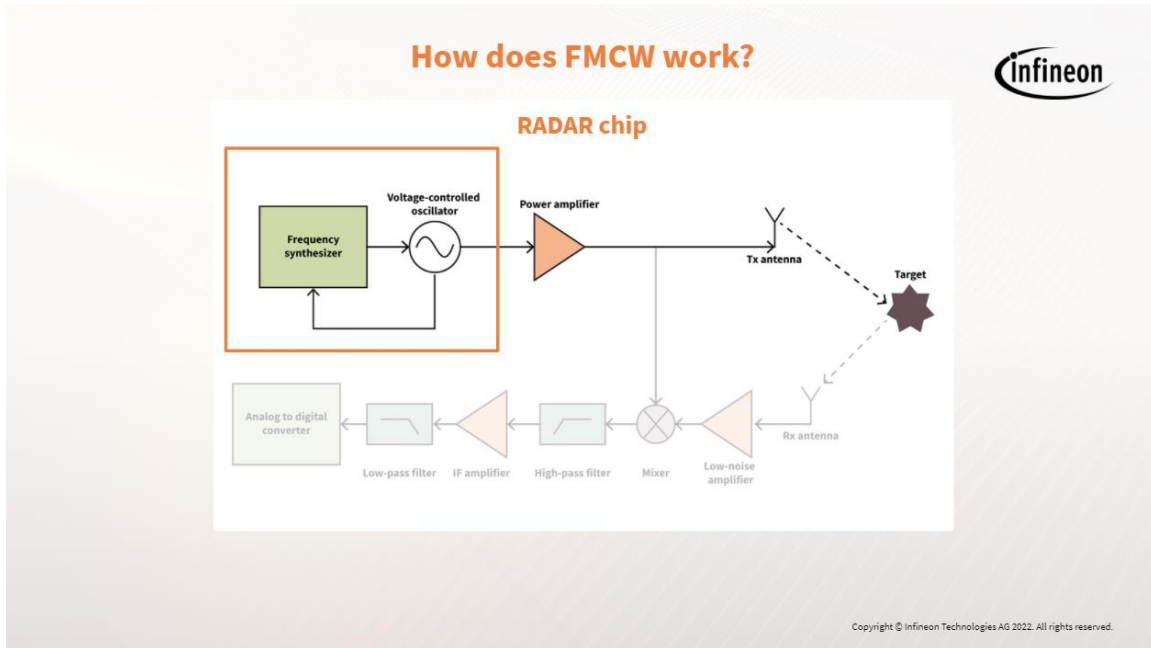 How does FMCW work?
infineon
RADAR chip
Voltage-controlled
oscillator
Power amplifier
Frequency
synthesizer
Tx antenna
Target
Analog to digital
converter
Rx antenna
Low-pass filter
IF amplifier
High-pass filter
Mixer
Low-noise
amplifier
Copyright © Infineon Technologies AG 2022. All rights reserved.